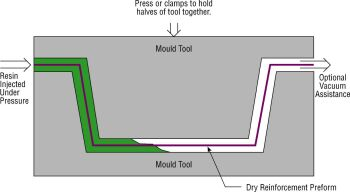 Press or clamps to hold
halves of tool together.
Mould Tool
Resin
Injected
Under
Pressure
Optional
Vacuum
Assistance
Mould Tool
Dry Reinforcement Preform